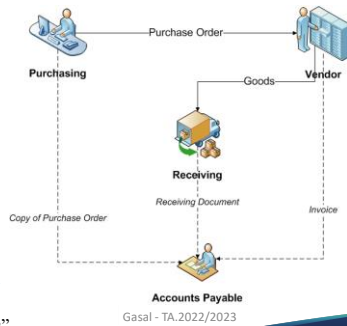 Purchase Order
Purchasing
Vendor
Goods
Receiving
Receiving Document
Copy of Purchase Order
Invoice
Accounts Payable
Gasal - TA.2022/2023
”